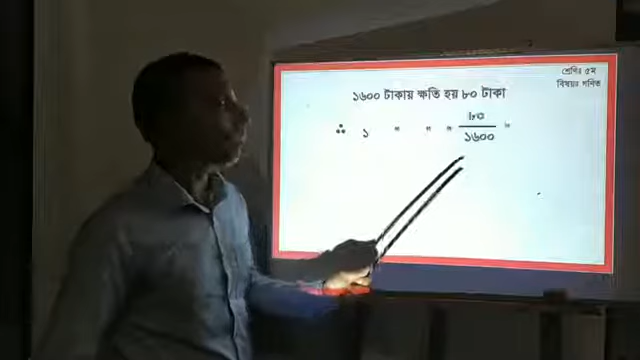 শ্রেণিঃ ৫ম
বিষয়ঃ গণিত
১৬০০ টাকায় ক্ষতি হয় ৮০ টাকা
∴ ১ " " " ৮০/১৬০০ "